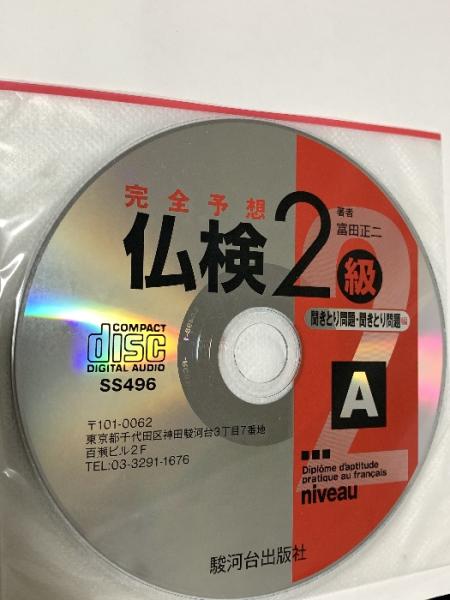 完全予想
仏検2級
著者
富田正二
聞きとり問題・聞きとり問題編
A
COMPACT
disc
DIGITAL AUDIO
SS496
〒101-0062
東京都千代田区神田駿河台3丁目7番地
百瀬ビル2F
TEL:03-3291-1676
Diplôme d'aptitude
pratique au français
niveau
2
駿河台出版社